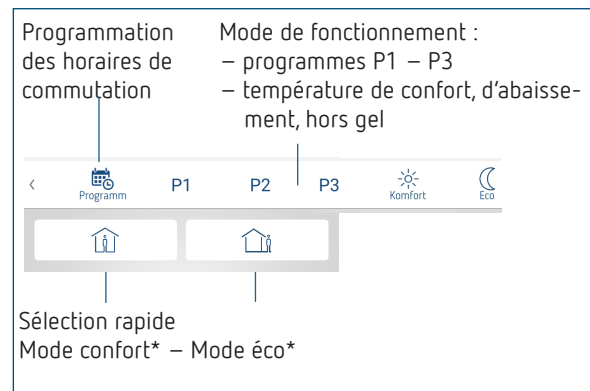 Programmation
des horaires de
commutation
Mode de fonctionnement :
– programmes P1 – P3
– température de confort, d'abaisse-
ment, hors gel
Programm P1 P2 P3 Komfort Eco
Sélection rapide
Mode confort* – Mode éco*